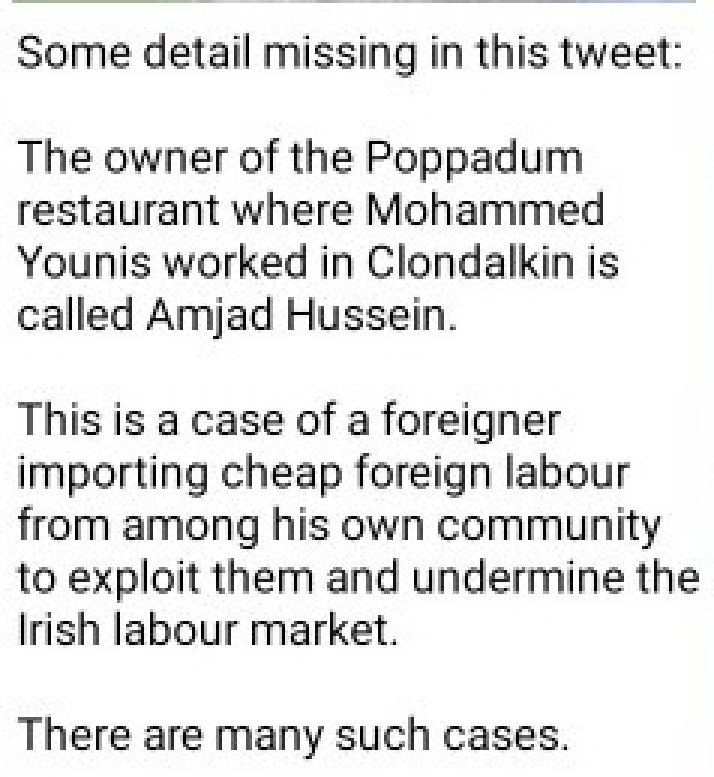 Some detail missing in this tweet:
The owner of the Poppadum
restaurant where Mohammed
Younis worked in Clondalkin is
called Amjad Hussein.
This is a case of a foreigner
importing cheap foreign labour
from among his own community
to exploit them and undermine the
Irish labour market.
There are many such cases.